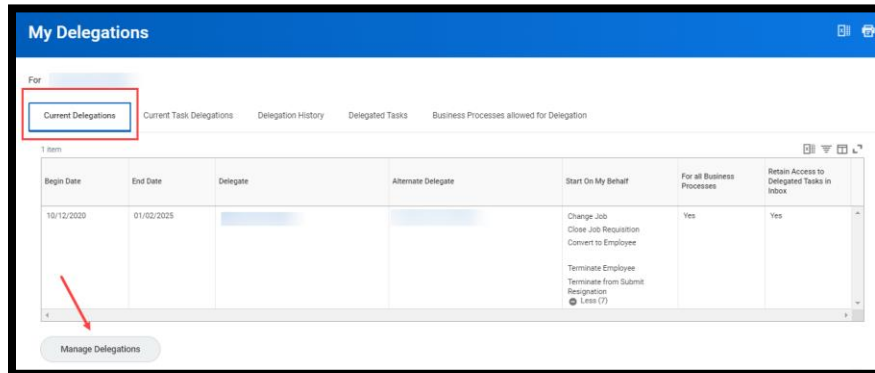 My Delegations
For
Current Delegations
Current Task Delegations
Delegation History
Delegated Tasks
Business Processes allowed for Delegation
1 item
Begin Date
End Date
Delegate
Alternate Delegate
Start On My Behalf
For all Business
Processes
Retain Access to
Delegated Tasks in
Inbox
10/12/2020
01/02/2025
Change Job
Close Job Requisition
Convert to Employee
Terminate Employee
Terminate from Submit
Resignation
Less (7)
Yes
Yes
Manage Delegations